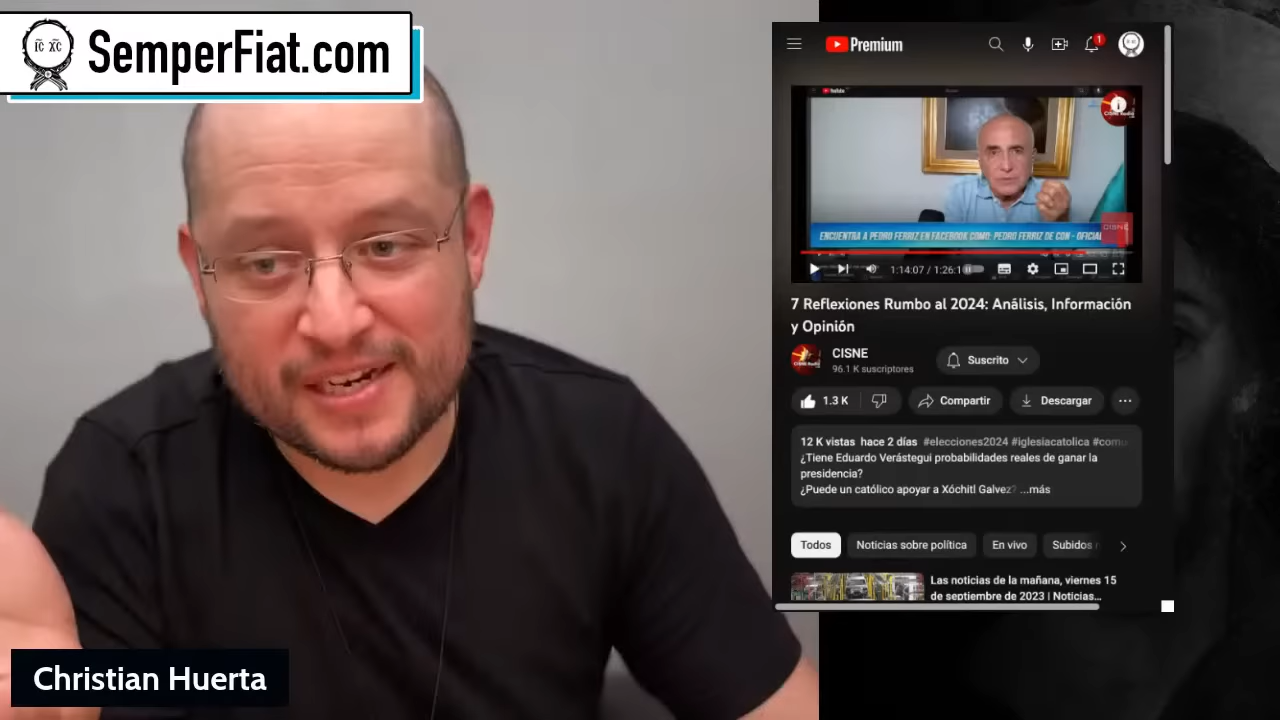 IC XC
SemperFiat.com
Premium
1
ENCUENTRA A PEDRO FERRIZ EN FACEBOOK COMO: PEDRO FERRIZ DE CON - OFICIAL
CISNE
1:14:07 / 1:26:1
7 Reflexiones Rumbo al 2024: Análisis, Información
y Opinión
CISNE
96.1 K suscriptores
Suscrito
1.3 K
Compartir
Descargar
12 K vistas hace 2 días #elecciones2024 #iglesiacatolica #comu
¿Tiene Eduardo Verástegui probabilidades reales de ganar la
presidencia?
¿Puede un católico apoyar a Xóchitl Galvez? ...más
Todos
Noticias sobre política
En vivo
Subidos
Las noticias de la mañana, viernes 15
de septiembre de 2023 | Noticias...
Christian Huerta